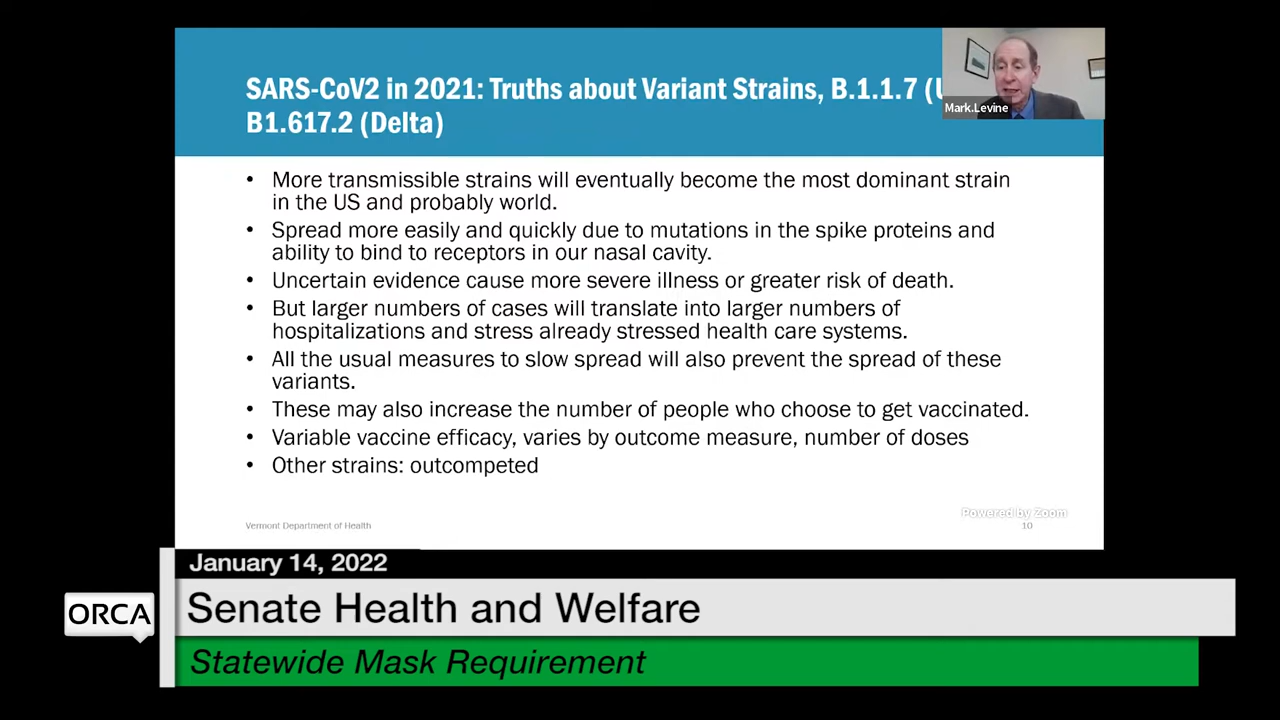 SARS-CoV2 in 2021: Truths about Variant Strains, B.1.1.7 (
B1.617.2 (Delta)
Mark.Levine
• More transmissible strains will eventually become the most dominant strain
in the US and probably world.
• Spread more easily and quickly due to mutations in the spike proteins and
ability to bind to receptors in our nasal cavity.
• Uncertain evidence cause more severe illness or greater risk of death.
• But larger numbers of cases will translate into larger numbers of
hospitalizations and stress already stressed health care systems.
• All the usual measures to slow spread will also prevent the spread of these
variants.
• These may also increase the number of people who choose to get vaccinated.
• Variable vaccine efficacy, varies by outcome measure, number of doses
• Other strains: outcompeted
Powered by Zoom
Vermont Department of Health
10
January 14, 2022
ORCA
Senate Health and Welfare
Statewide Mask Requirement